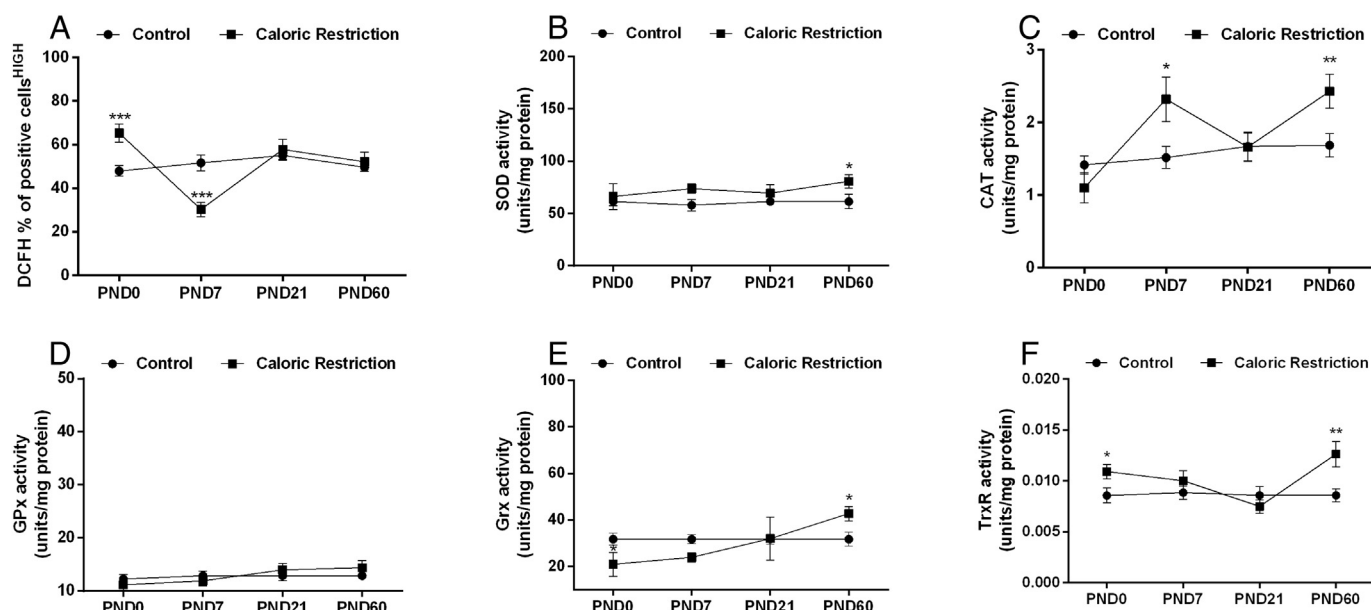 A
Control Caloric Restriction
DCFH % of positive cellsHIGH
100
80
60
40
20
0
***
***
PND0 PND7 PND21 PND60
B
Control Caloric Restriction
SOD activity
(units/mg protein)
200
150
100
50
0
*
PND0 PND7 PND21 PND60
C
Control Caloric Restriction
CAT activity
(units/mg protein)
3
2
1
0
*
**
PND0 PND7 PND21 PND60
D
Control Caloric Restriction
GPx activity
(units/mg protein)
50
40
30
20
10
PND0 PND7 PND21 PND60
E
Control Caloric Restriction
Grx activity
(units/mg protein)
100
80
60
40
20
*
*
PND0 PND7 PND21 PND60
F
Control Caloric Restriction
TrxR activity
(units/mg protein)
0.020
0.015
0.010
0.005
0.000
*
**
PND0 PND7 PND21 PND60